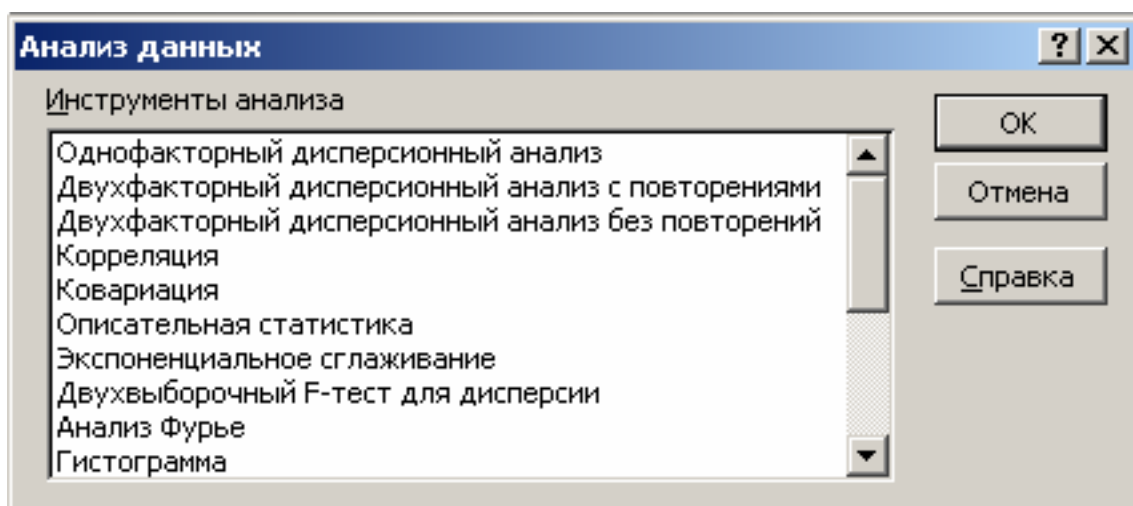 Анализ данных
Инструменты анализа
Однофакторный дисперсионный анализ
Двухфакторный дисперсионный анализ с повторениями
Двухфакторный дисперсионный анализ без повторений
Корреляция
Ковариация
Описательная статистика
Экспоненциальное сглаживание
Двухвыборочный F-тест для дисперсии
Анализ Фурье
Гистограмма
ОК
Отмена
Справка